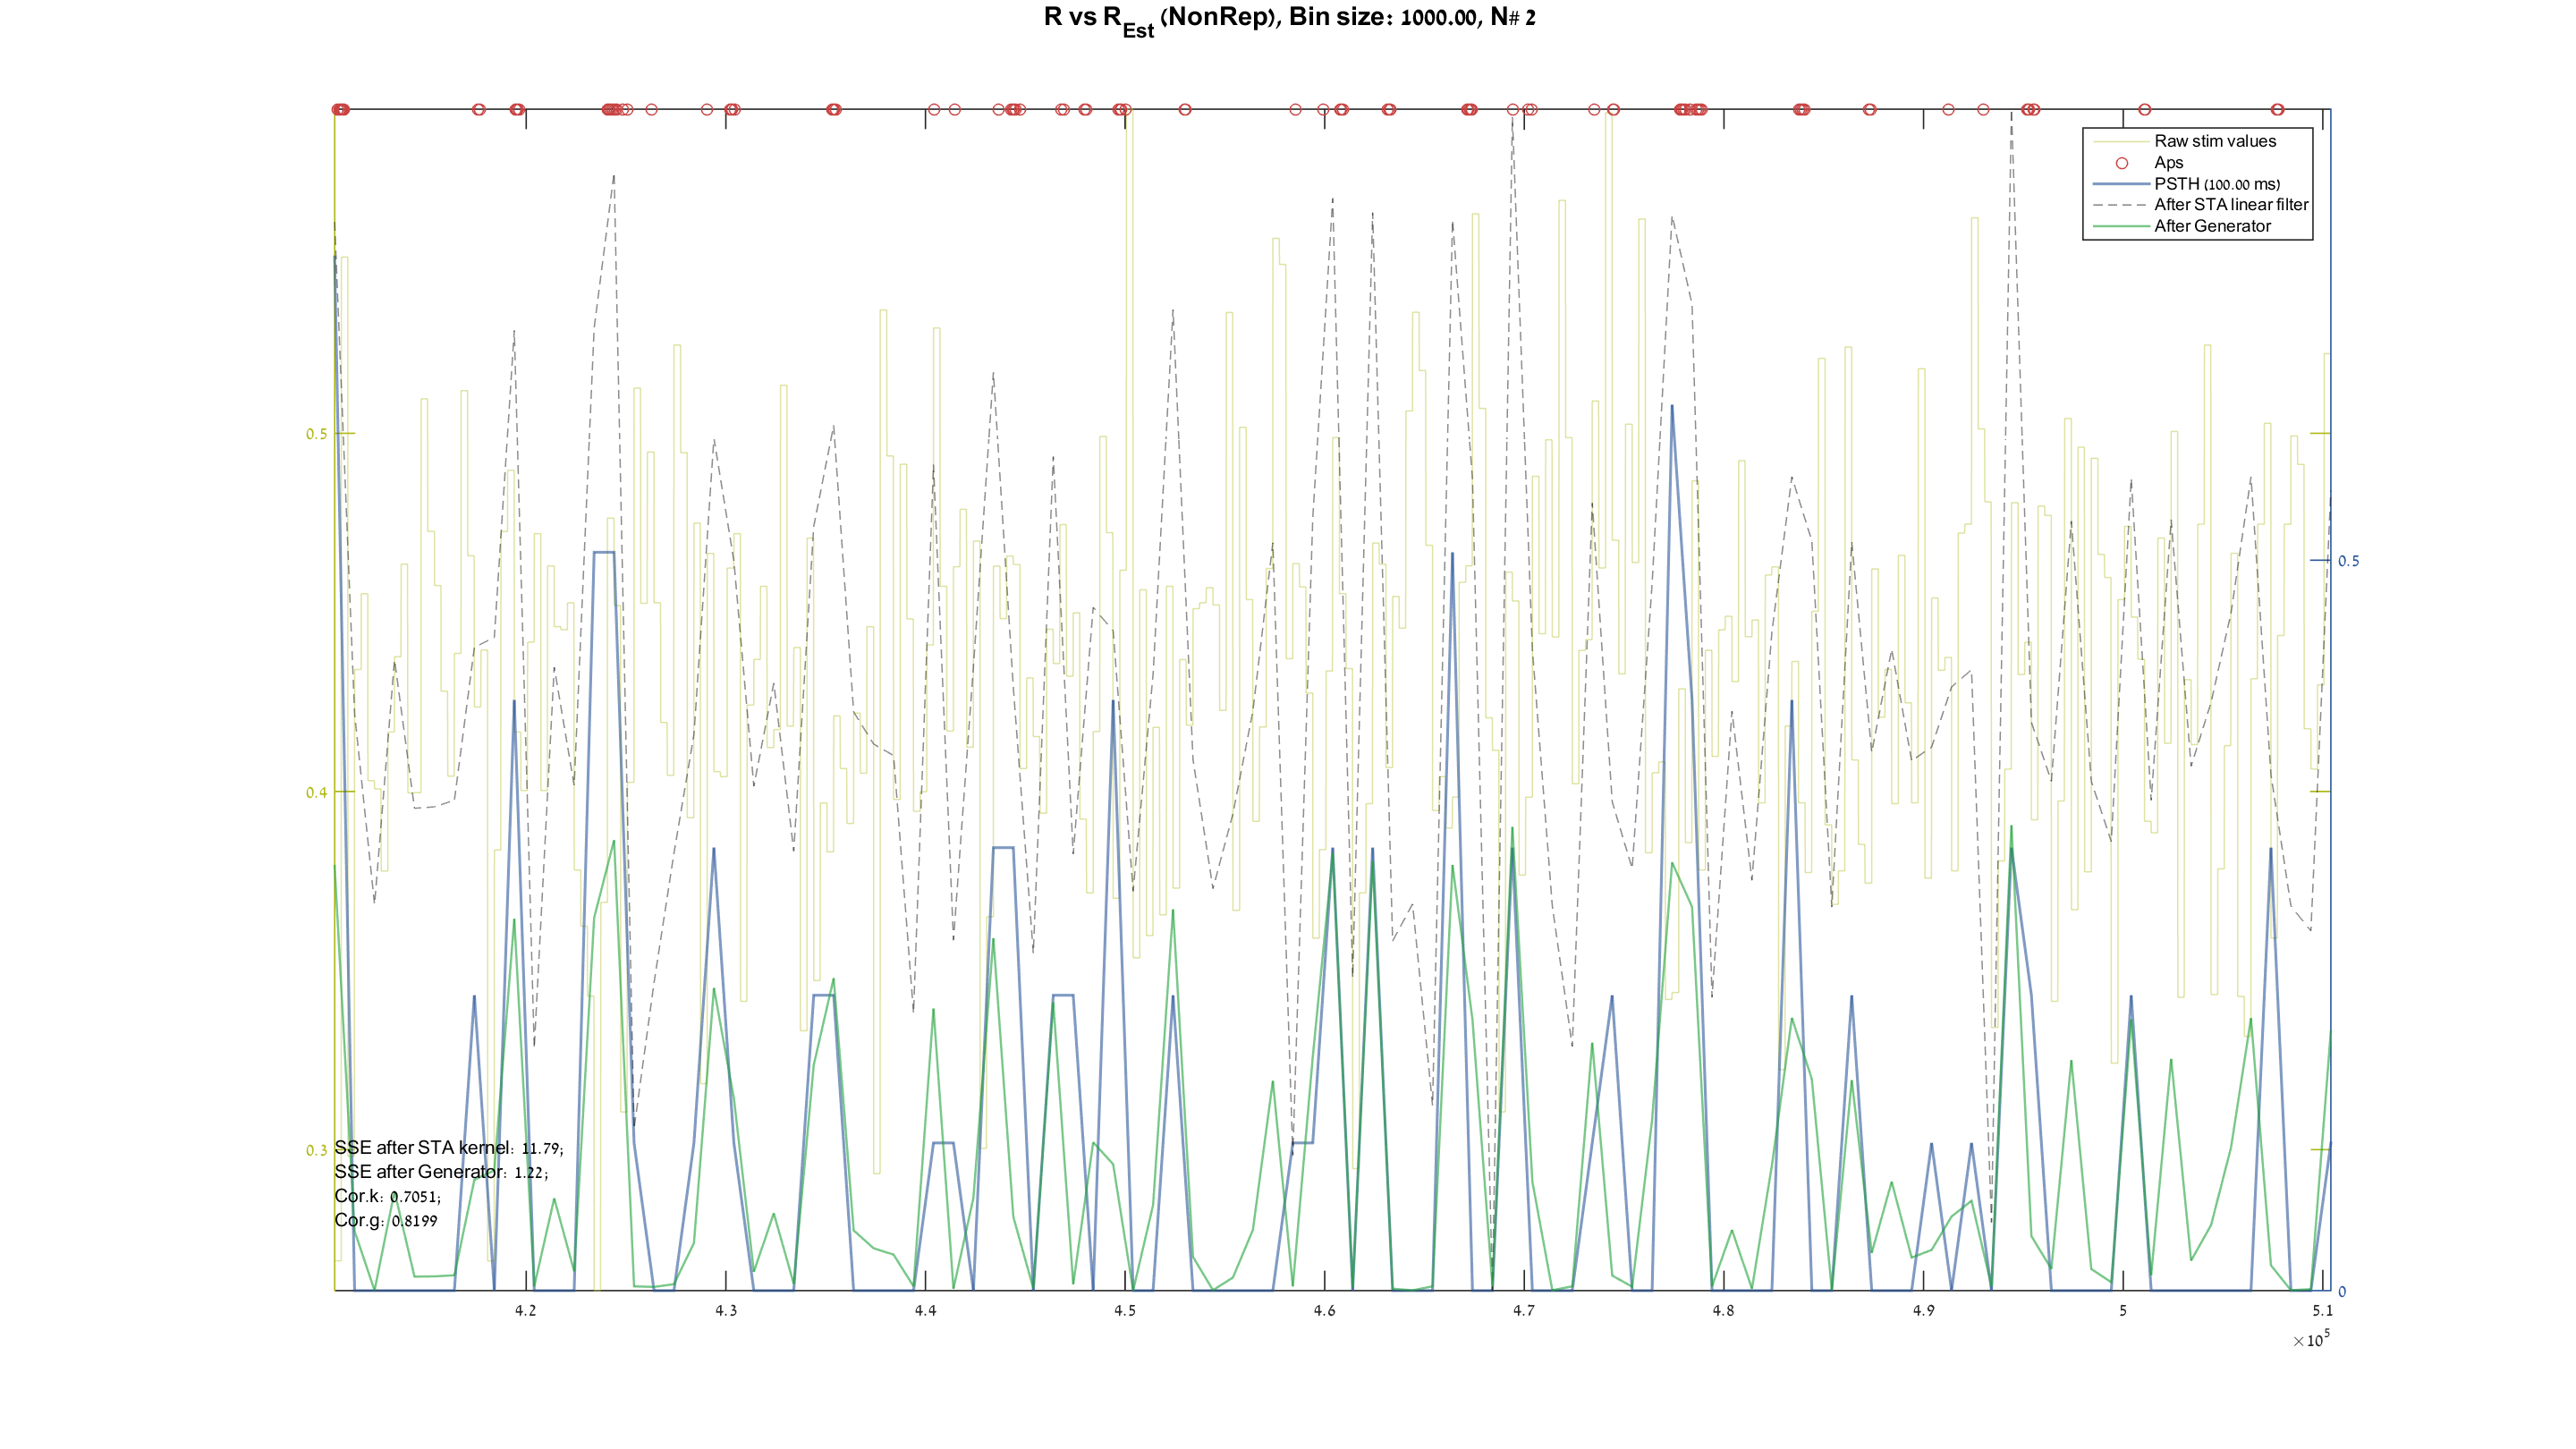 R vs R_Est (NonRep), Bin size: 1000.00, N# 2
Raw stim values
Aps
PSTH (100.00 ms)
After STA linear filter
After Generator
0.5
0.4
0.3
0.5
0
SSE after STA kernel: 11.79;
SSE after Generator: 1.22;
Cor.k: 0.7051;
Cor.g: 0.8199
4.2 4.3 4.4 4.5 4.6 4.7 4.8 4.9 5 5.1
×10^5